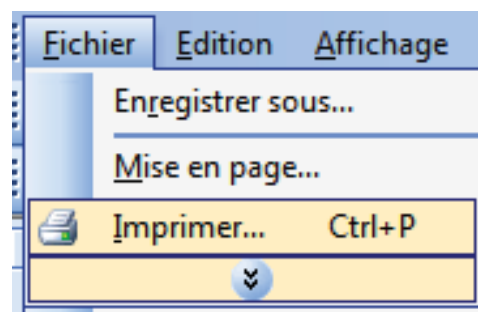 Fichier Edition Affichage
Enregistrer sous...
Mise en page...
Imprimer... Ctrl+P